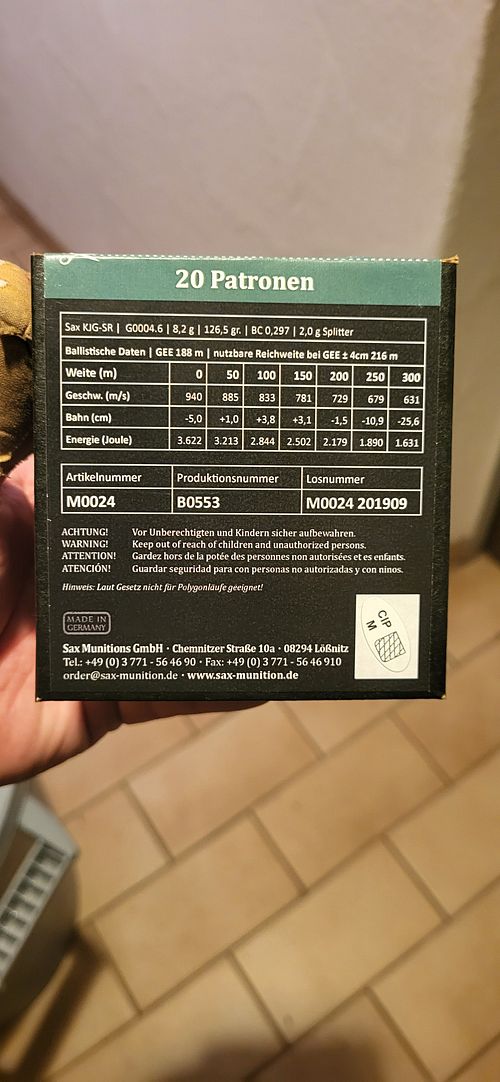 20 Patronen
Sax KJG-SR | G0004.6 | 8,2 g | 126,5 gr. | BC 0,297 | 2,0 g Splitter
Ballistische Daten | GEE 188 m | nutzbare Reichweite bei GEE ± 4cm 216 m
Weite (m) 0 50 100 150 200 250 300
Geschw. (m/s) 940 885 833 781 729 679 631
Bahn (cm) -5,0 +1,0 +3,8 +3,1 -1,5 -10,9 -25,6
Energie (Joule) 3.622 3.213 2.844 2.502 2.179 1.890 1.631
Artikelnummer Produktionsnummer Losnummer
M0024 B0553 M0024 201909
ACHTUNG! Vor Unberechtigten und Kindern sicher aufbewahren.
WARNING! Keep out of reach of children and unauthorized persons.
ATTENTION! Gardez hors de la potée des personnes non autorisées et es enfants.
ATENCIÓN! Guardar seguridad para con personas no autorizadas y con ninos.
Hinweis: Laut Gesetz nicht für Polygonläufe geeignet!
MADE IN
GERMANY
CIP
M
Sax Munitions GmbH · Chemnitzer Straße 10a · 08294 Lößnitz
Tel.: +49 (0) 3 771 - 56 46 90 · Fax: +49 (0) 3 771 - 56 46 910
order@sax-munition.de · www.sax-munition.de